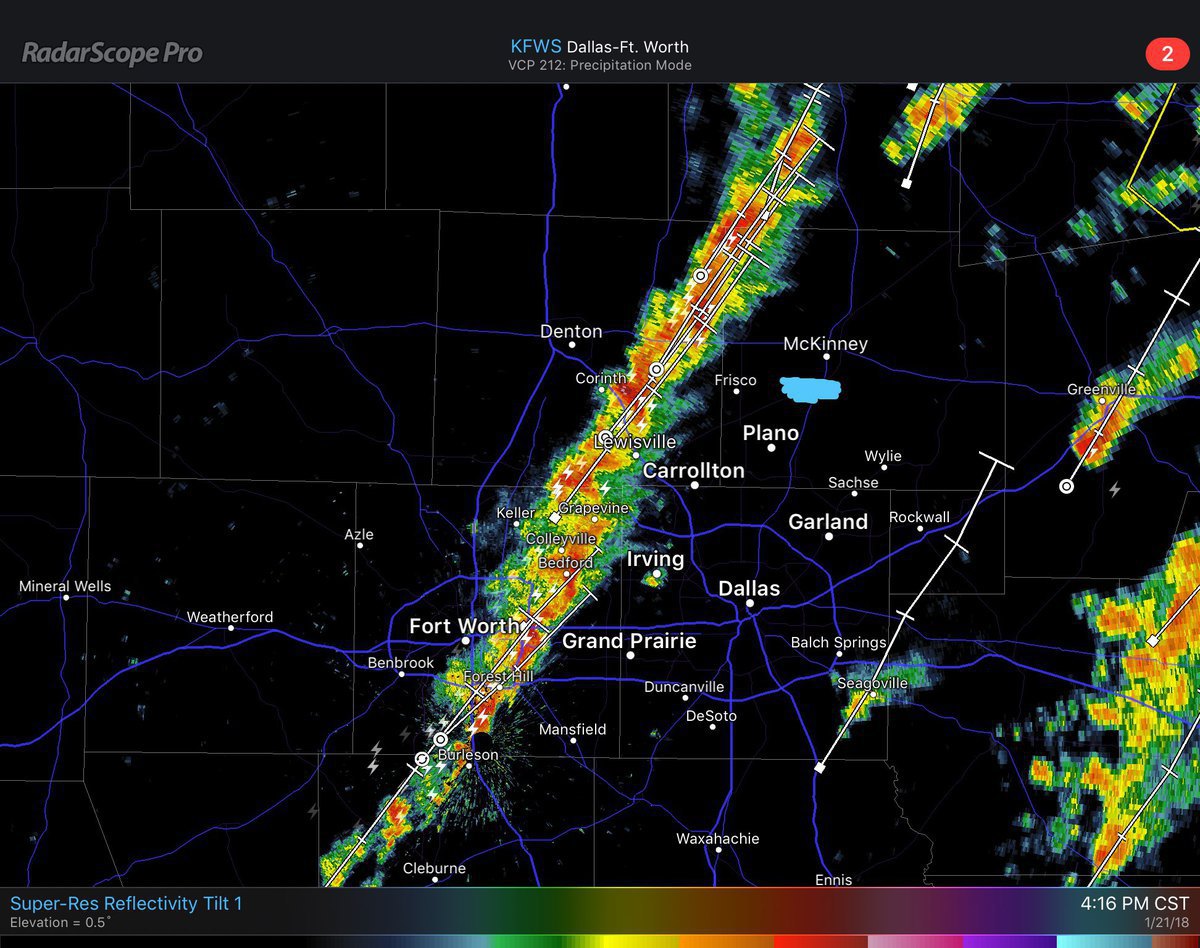 RadarScope Pro
KFWS Dallas-Ft. Worth
VCP 212: Precipitation Mode
2
Denton
McKinney
Corinth
Frisco
Greenville
Plano
Lewisville
Carrollton
Wylie
Sachse
Keller
Grapevine
Garland
Rockwall
Azle
Colleyville
Bedford
Irving
Mineral Wells
Dallas
Weatherford
Fort Worth
Grand Prairie
Balch Springs
Benbrook
Forest Hill
Duncanville
Seagoville
DeSoto
Mansfield
Burleson
Waxahachie
Cleburne
Ennis
Super-Res Reflectivity Tilt 1
4:16 PM CST
Elevation = 0.5°
1/21/18